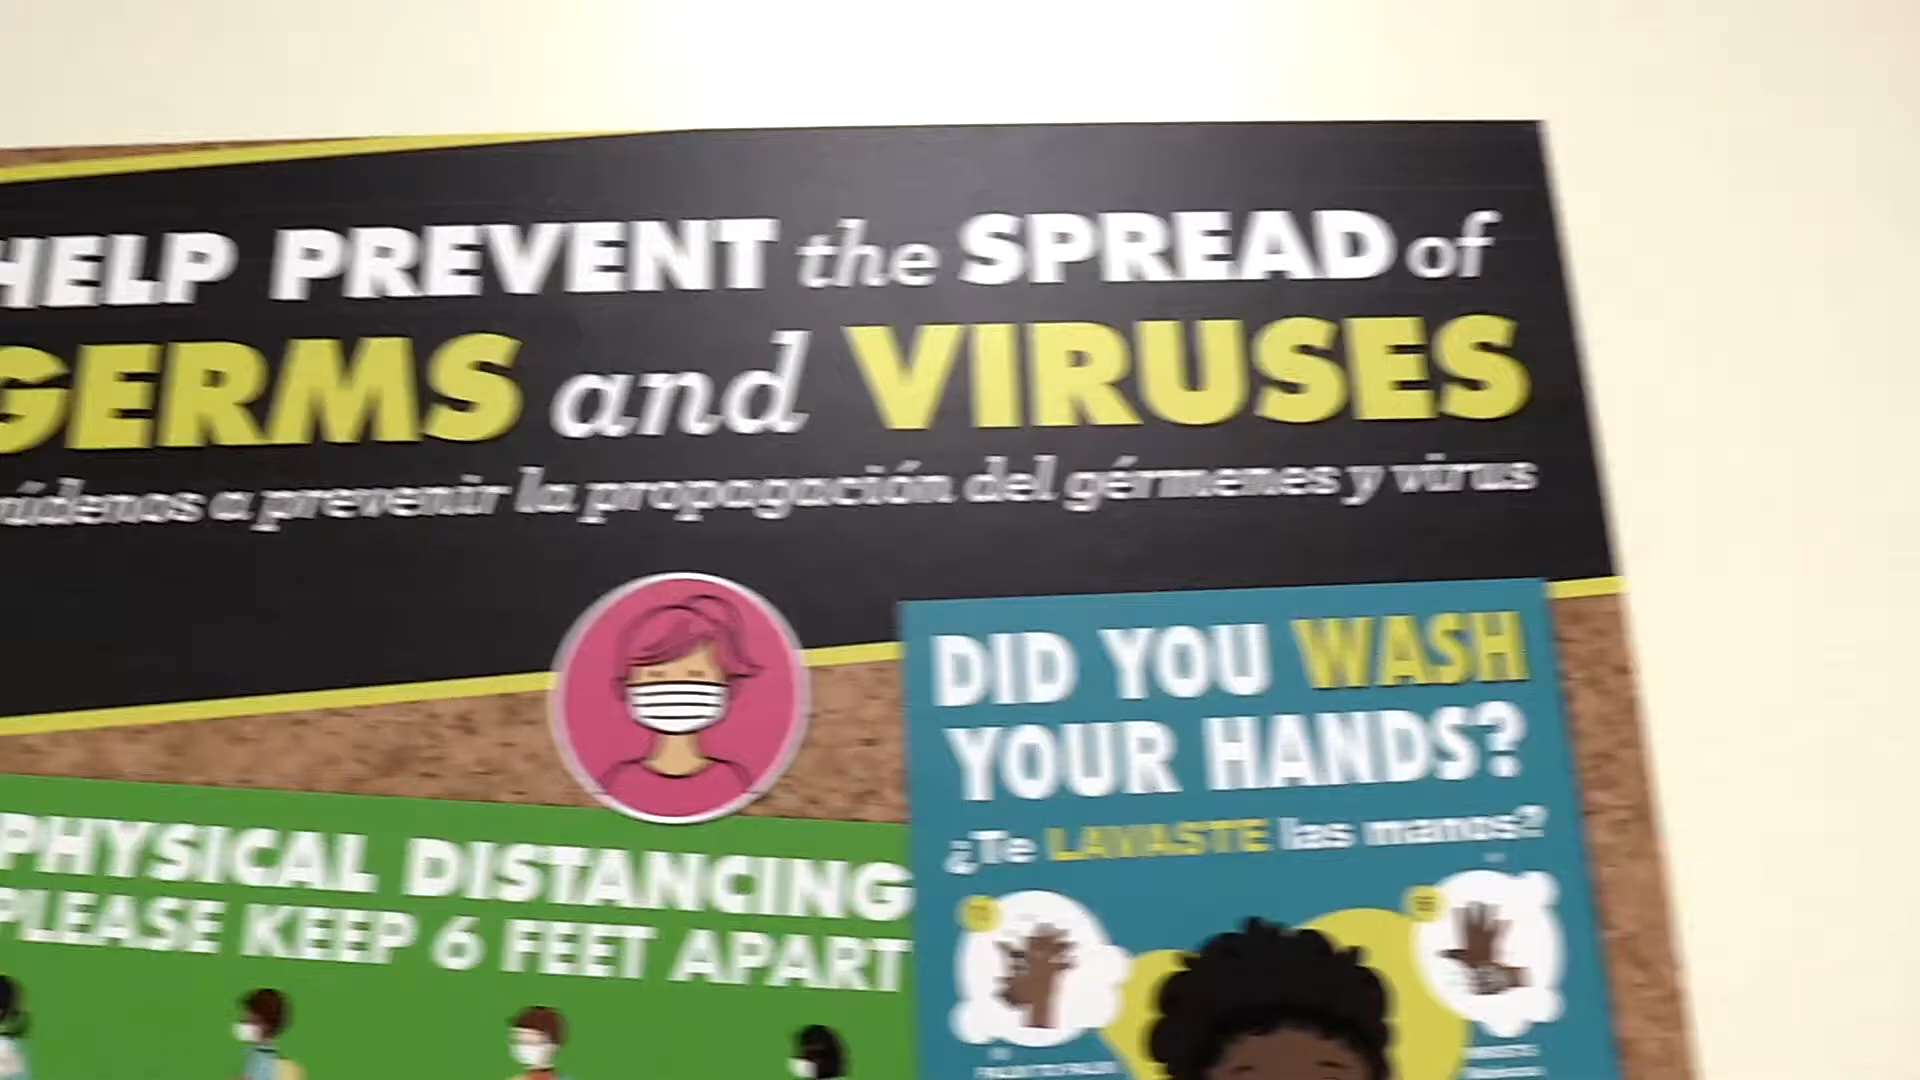 HELP PREVENT the SPREAD of
GERMS and VIRUSES
a prevenir la propagación del gérmenes y virus
DID YOU WASH
YOUR HANDS?
¿Te LAVASTE las manos?
PHYSICAL DISTANCING
PLEASE KEEP 6 FEET APART